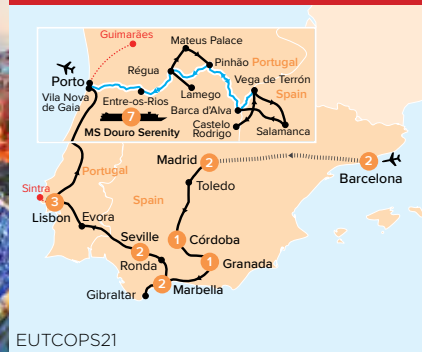 Guimarães
Mateus Palace
Porto
Régua
Pinhão
Portugal
Vega de Terrón
Spain
Vila Nova
de Gaia
Entre-os-Rios
Lamego
Barca d'Alva
7
MS Douro Serenity
Castelo
Rodrigo
Salamanca
Madrid
2
2
Barcelona
Portugal
Toledo
Sintra
Spain
3
Lisbon
Evora
Seville
2
1
Córdoba
Ronda
1
Granada
Gibraltar
2
Marbella
EUTCOPS21